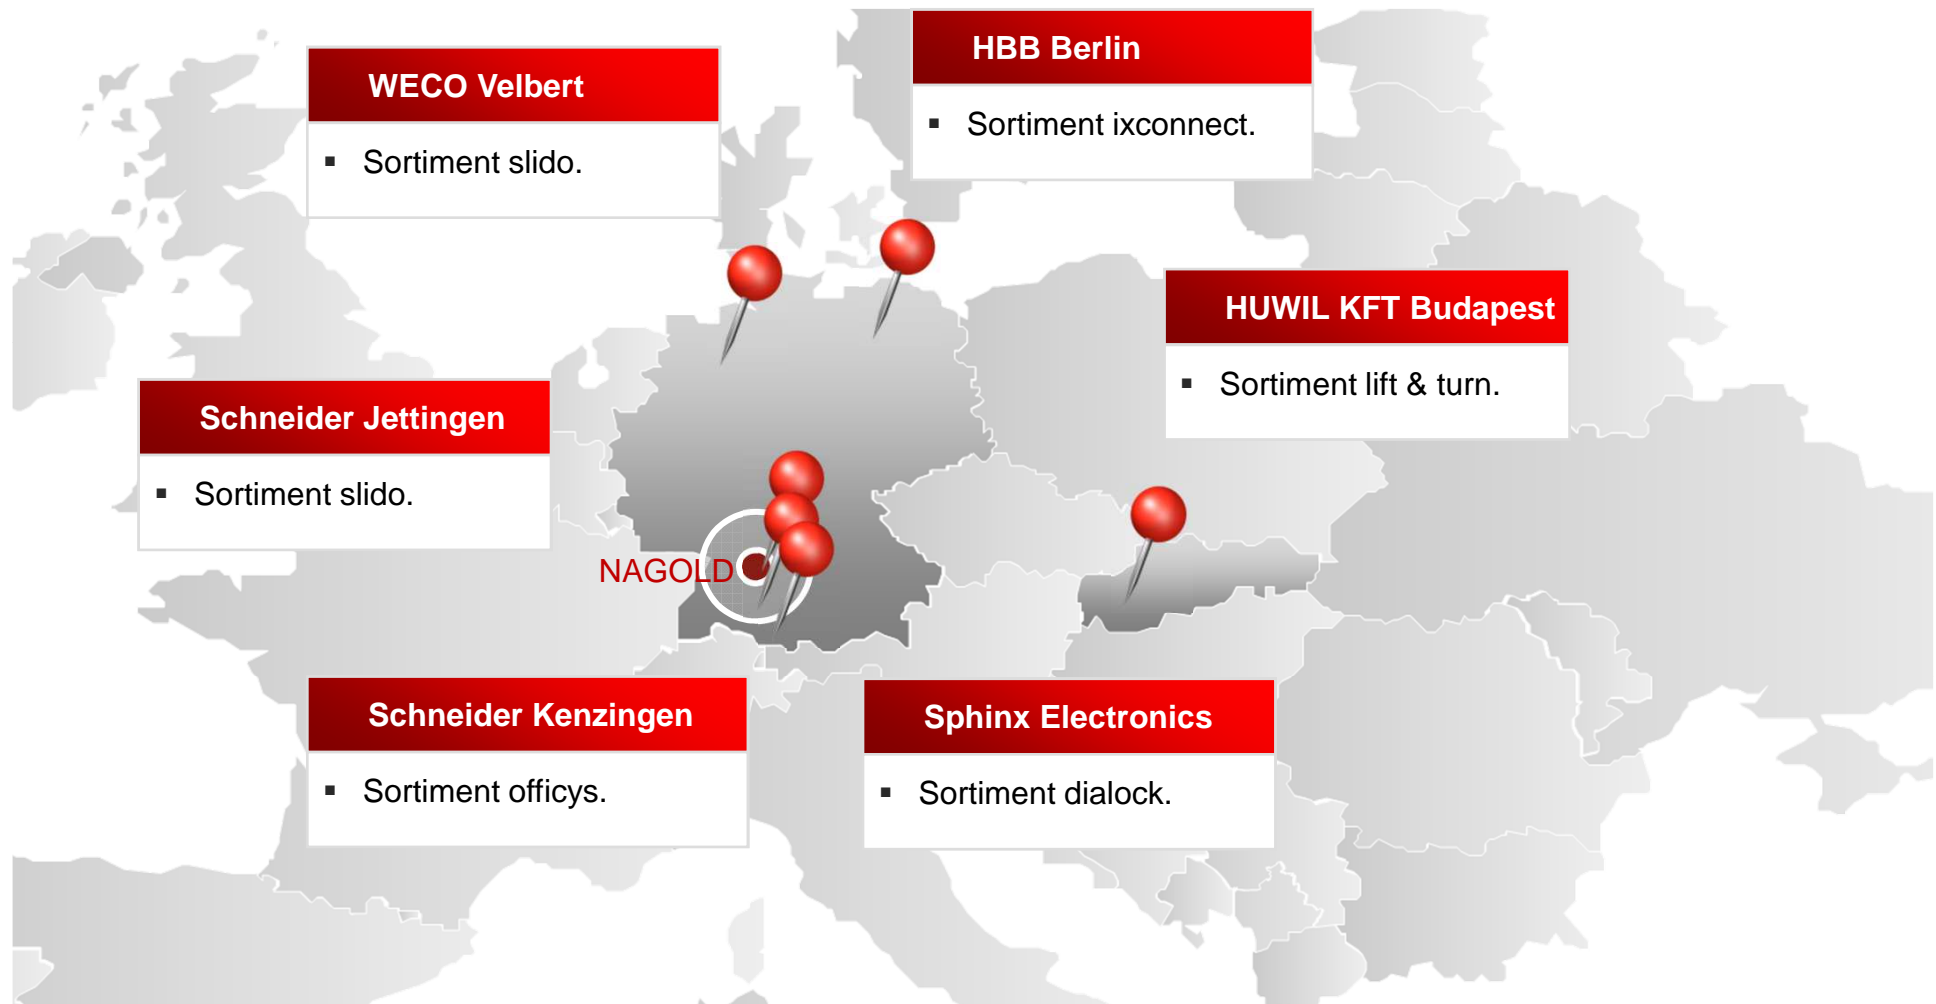 WECO Velbert
▪ Sortiment slido.
HBB Berlin
▪ Sortiment ixconnect.
HUWIL KFT Budapest
▪ Sortiment lift & turn.
Schneider Jettingen
▪ Sortiment slido.
NAGOLD
Schneider Kenzingen
▪ Sortiment officys.
Sphinx Electronics
▪ Sortiment dialock.